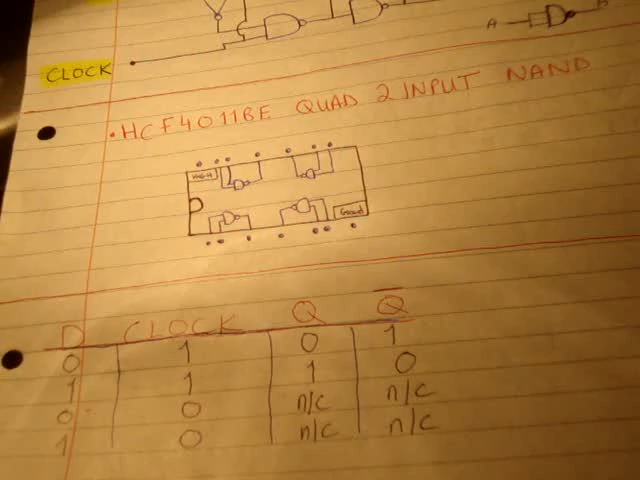 A B
CLOCK
• HCF4011BE QUAD 2 INPUT NAND
HIGH
Ground
D CLOCK Q Q̅
0 1 0 1
1 1 1 0
0 0 n/c n/c
1 0 n/c n/c